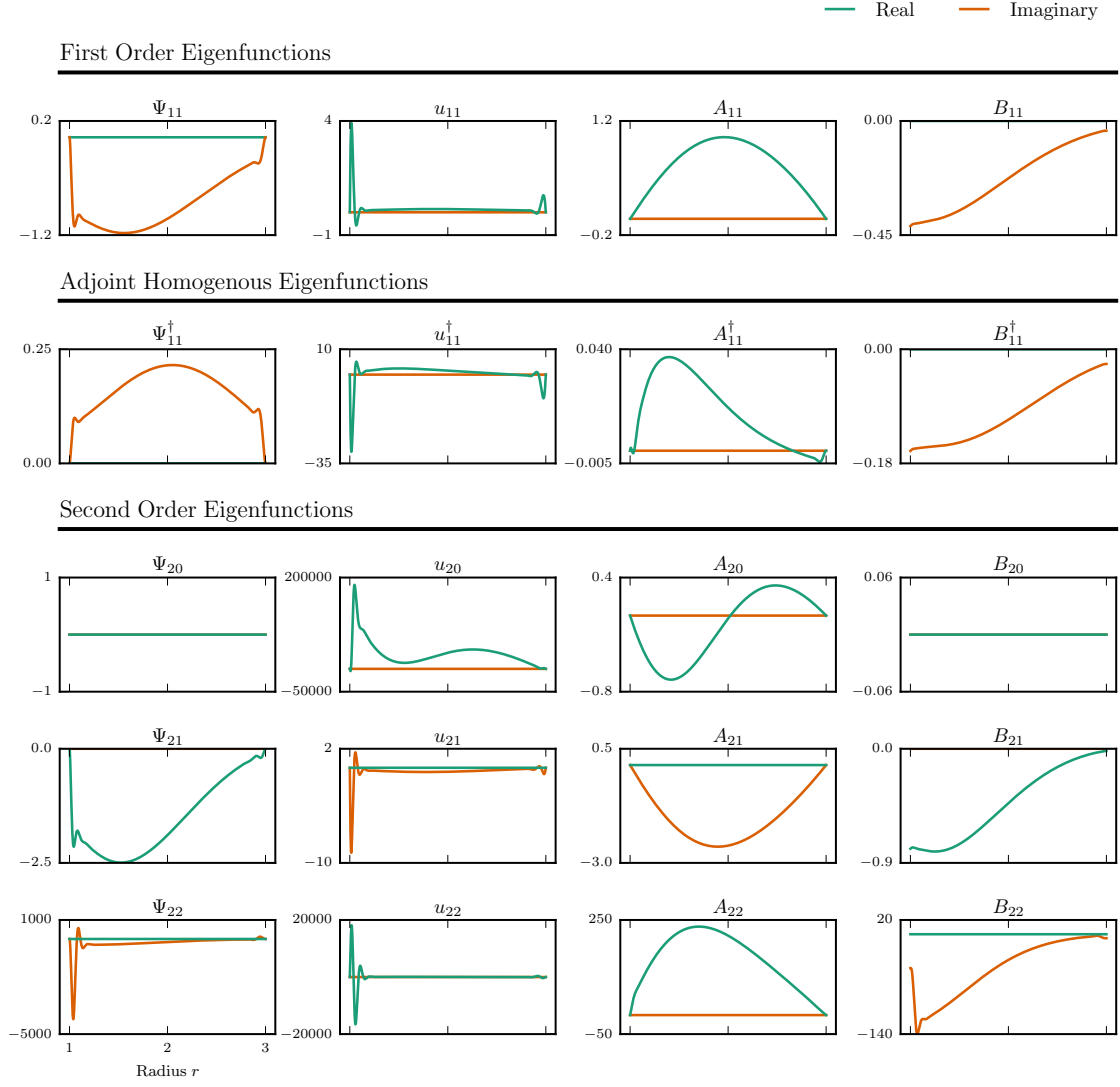 Real Imaginary
First Order Eigenfunctions
Ψ₁₁ u₁₁ A₁₁ B₁₁
0.2 4 1.2 0.00
−1.2 −1 −0.2 −0.45
Adjoint Homogenous Eigenfunctions
Ψ†₁₁ u†₁₁ A†₁₁ B†₁₁
0.25 10 0.040 0.00
0.00 −35 −0.005 −0.18
Second Order Eigenfunctions
Ψ₂₀ u₂₀ A₂₀ B₂₀
1 200000 0.4 0.06
−1 −50000 −0.8 −0.06
Ψ₂₁ u₂₁ A₂₁ B₂₁
0.0 2 0.5 0.0
−2.5 −10 −3.0 −0.9
Ψ₂₂ u₂₂ A₂₂ B₂₂
1000 20000 250 20
−5000 −20000 −50 −140
1 2 3
Radius r